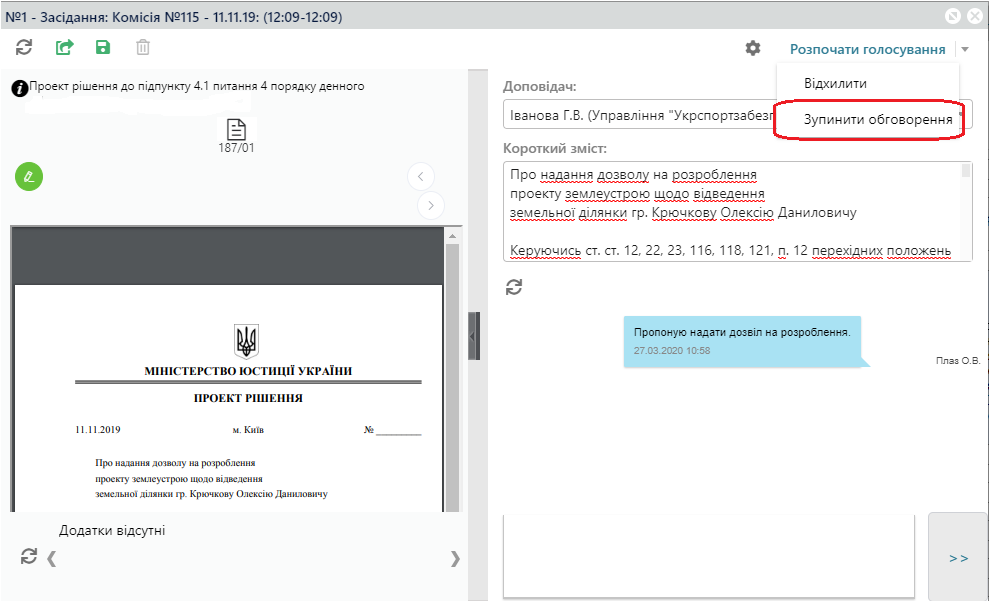 №1 - Засідання: Комісія №115 - 11.11.19: (12:09-12:09)
Розпочати голосування
Відхилити
Зупинити обговорення
Проект рішення до підпункту 4.1 питання 4 порядку денного
187/01
МІНІСТЕРСТВО ЮСТИЦІЇ УКРАЇНИ
ПРОЕКТ РІШЕННЯ
11.11.2019 м. Київ № _________
Про надання дозволу на розроблення
проекту землеустрою щодо відведення
земельної ділянки гр. Крючкову Олексію Даниловичу
Додатки відсутні
Доповідач:
Іванова Г.В. (Управління "Укрспортзабезп
Короткий зміст:
Про надання дозволу на розроблення
проекту землеустрою щодо відведення
земельної ділянки гр. Крючкову Олексію Даниловичу
Керуючись ст. ст. 12, 22, 23, 116, 118, 121, п. 12 перехідних положень
Пропоную надати дозвіл на розроблення.
27.03.2020 10:58
Плаз О.В.
>>